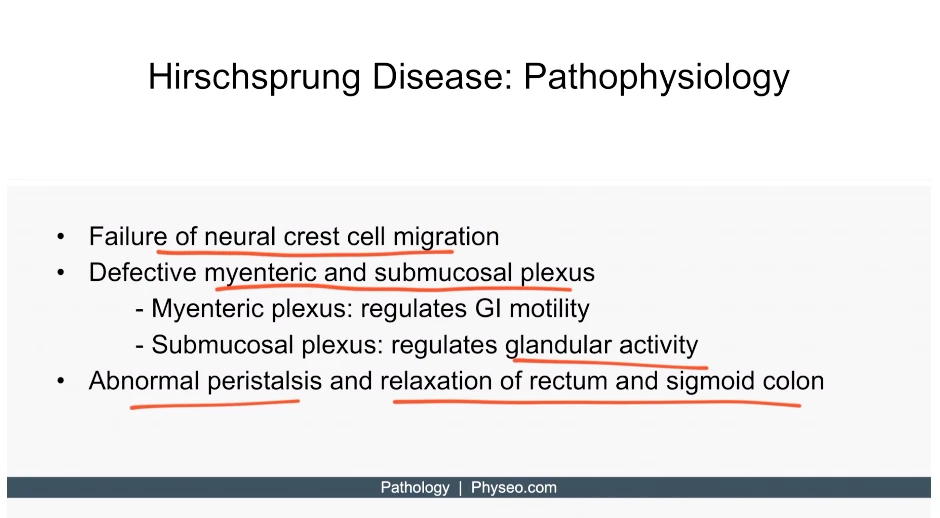 Hirschsprung Disease: Pathophysiology
• Failure of neural crest cell migration
• Defective myenteric and submucosal plexus
- Myenteric plexus: regulates GI motility
- Submucosal plexus: regulates glandular activity
• Abnormal peristalsis and relaxation of rectum and sigmoid colon
Pathology | Physeo.com